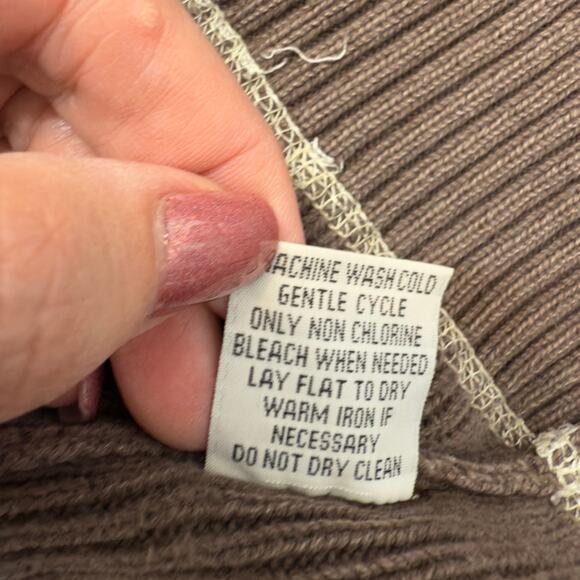 MACHINE WASH COLD
GENTLE CYCLE
ONLY NON CHLORINE
BLEACH WHEN NEEDED
LAY FLAT TO DRY
WARM IRON IF
NECESSARY
DO NOT DRY CLEAN